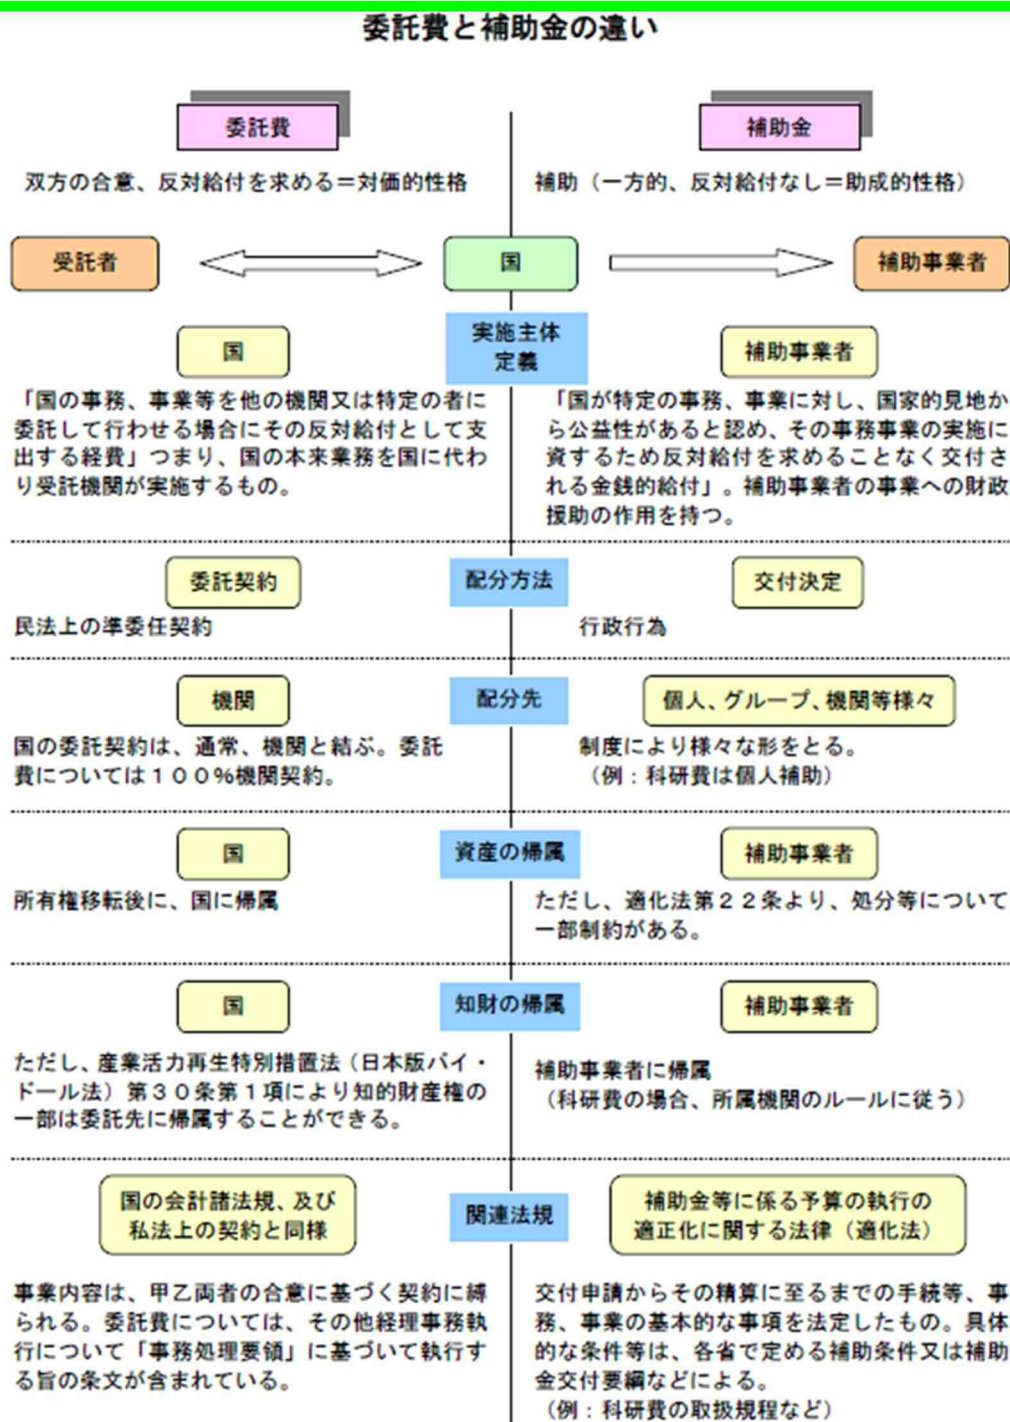 委託費と補助金の違い
委託費
補助金
双方の合意、反対給付を求める＝対価的性格
補助（一方的、反対給付なし＝助成的性格）
受託者
国
補助事業者
実施主体
定義
国
補助事業者
「国の事務、事業等を他の機関又は特定の者に
委託して行わせる場合にその反対給付として支
出する経費」つまり、国の本来業務を国に代わ
り受託機関が実施するもの。
「国が特定の事務、事業に対し、国家的見地か
ら公益性があると認め、その事務事業の実施に
資するため反対給付を求めることなく交付さ
れる金銭的給付」。補助事業者の事業への財政
援助の作用を持つ。
委託契約
配分方法
交付決定
民法上の準委任契約
行政行為
機関
配分先
個人、グループ、機関等様々
国の委託契約は、通常、機関と結ぶ。委託
費については１００％機関契約。
制度により様々な形をとる。
（例：科研費は個人補助）
国
資産の帰属
補助事業者
所有権移転後に、国に帰属
ただし、適化法第２２条より、処分等について
一部制約がある。
国
知財の帰属
補助事業者
ただし、産業活力再生特別措置法（日本版バイ・
ドール法）第３０条第１項により知的財産権の
一部は委託先に帰属することができる。
補助事業者に帰属
（科研費の場合、所属機関のルールに従う）
国の会計諸法規、及び
私法上の契約と同様
関連法規
補助金等に係る予算の執行の
適正化に関する法律（適化法）
事業内容は、甲乙両者の合意に基づく契約に縛
られる。委託費については、その他経理事務執
行について「事務処理要領」に基づいて執行す
る旨の条文が含まれている。
交付申請からその精算に至るまでの手続等、事
務、事業の基本的な事項を法定したもの。具体
的な条件等は、各省で定める補助条件又は補助
金交付要綱などによる。
（例：科研費の取扱規程など）